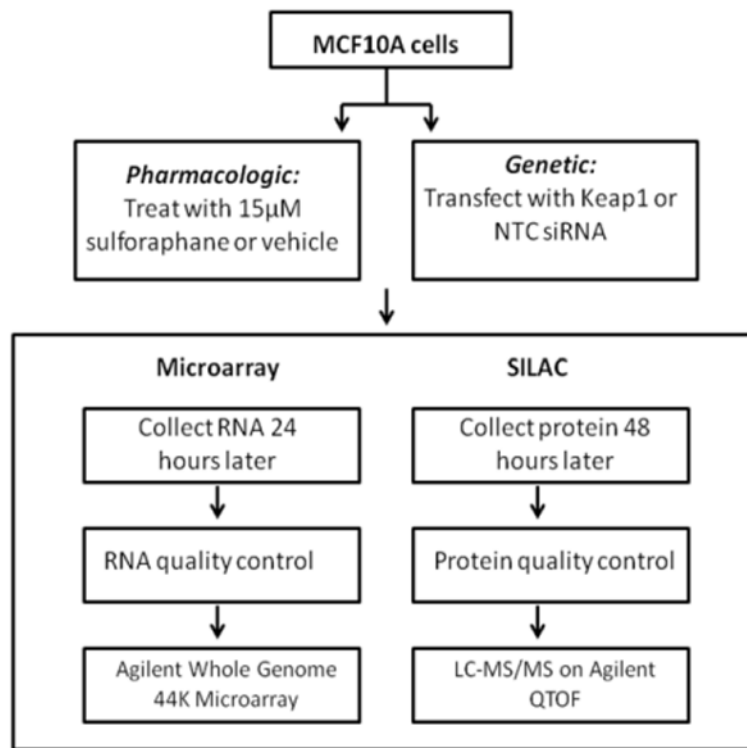 MCF10A cells
Pharmacologic:
Treat with 15µM
sulforaphane or vehicle
Genetic:
Transfect with Keap1 or
NTC siRNA
Microarray
Collect RNA 24
hours later
RNA quality control
Agilent Whole Genome
44K Microarray
SILAC
Collect protein 48
hours later
Protein quality control
LC-MS/MS on Agilent
QTOF